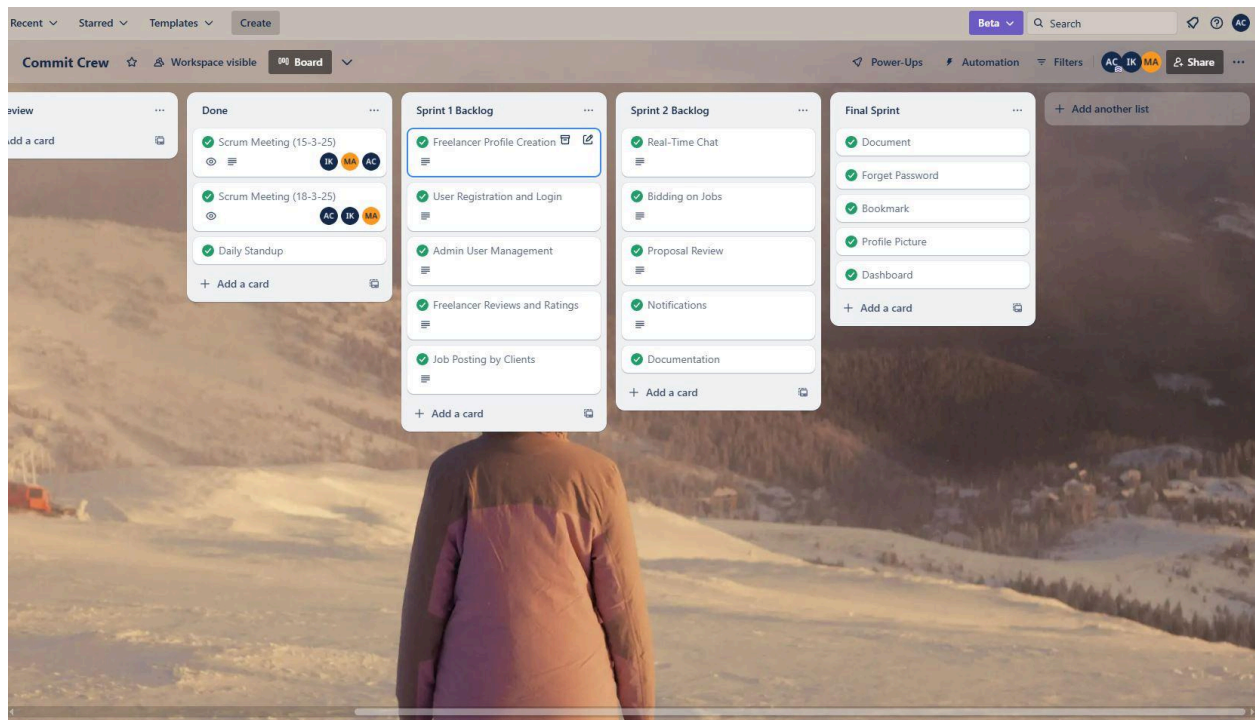 Recent Starred Templates Create Beta Search AC
Commit Crew Workspace visible Board Power-Ups Automation Filters AC IK MA Share
eview
dd a card
Done
Scrum Meeting (15-3-25)
IK MA AC
Scrum Meeting (18-3-25)
AC IK MA
Daily Standup
+ Add a card
Sprint 1 Backlog
Freelancer Profile Creation
User Registration and Login
Admin User Management
Freelancer Reviews and Ratings
Job Posting by Clients
+ Add a card
Sprint 2 Backlog
Real-Time Chat
Bidding on Jobs
Proposal Review
Notifications
Documentation
+ Add a card
Final Sprint
Document
Forget Password
Bookmark
Profile Picture
Dashboard
+ Add a card
+ Add another list